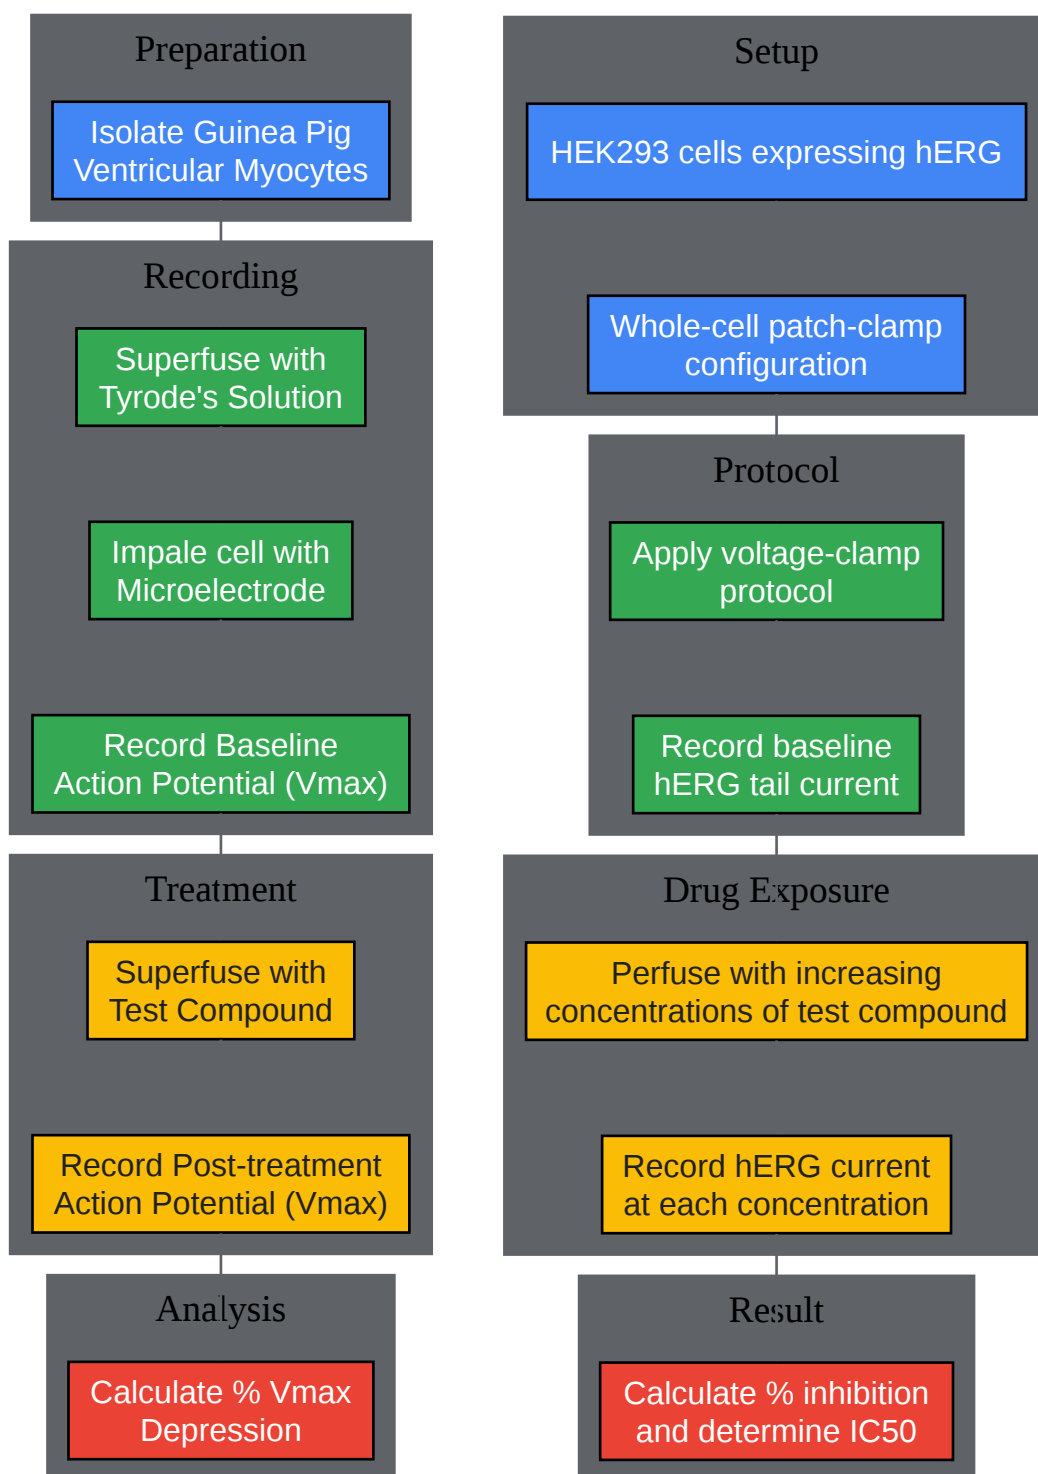 Preparation
Isolate Guinea Pig
Ventricular Myocytes
Recording
Superfuse with
Tyrode's Solution
Impale cell with
Microelectrode
Record Baseline
Action Potential (Vmax)
Treatment
Superfuse with
Test Compound
Record Post-treatment
Action Potential (Vmax)
Analysis
Calculate % Vmax
Depression
Setup
HEK293 cells expressing hERG
Whole-cell patch-clamp
configuration
Protocol
Apply voltage-clamp
protocol
Record baseline
hERG tail current
Drug Exposure
Perfuse with increasing
concentrations of test compound
Record hERG current
at each concentration
Result
Calculate % inhibition
and determine IC50